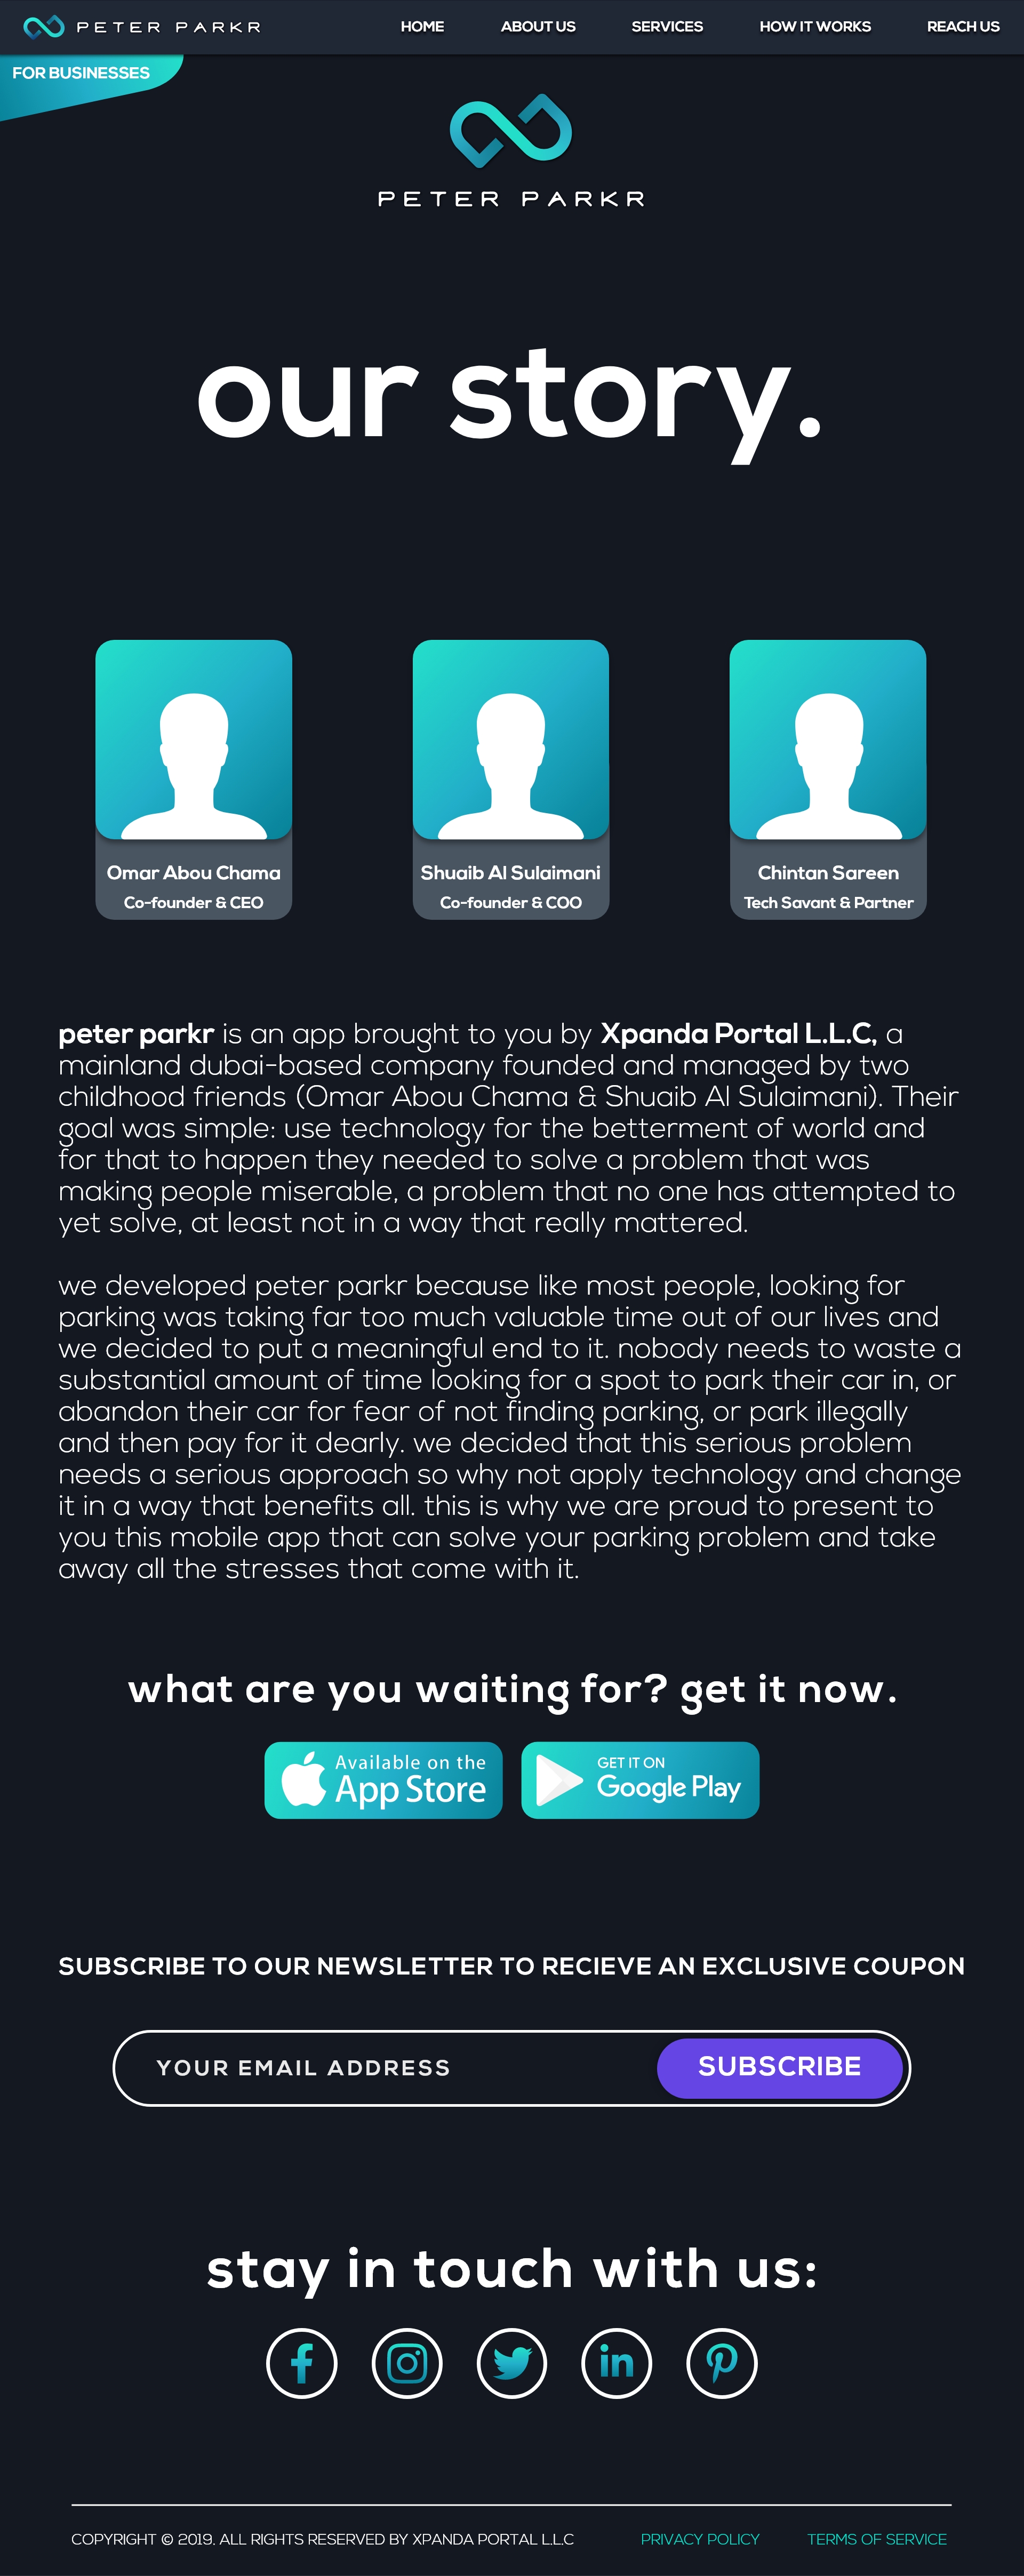 PETER PARKR
HOME ABOUT US SERVICES HOW IT WORKS REACH US
FOR BUSINESSES
PETER PARKR
our story.
Omar Abou Chama
Co-founder & CEO
Shuaib Al Sulaimani
Co-founder & COO
Chintan Sareen
Tech Savant & Partner
peter parkr is an app brought to you by Xpanda Portal L.L.C, a
mainland dubai-based company founded and managed by two
childhood friends (Omar Abou Chama & Shuaib Al Sulaimani). Their
goal was simple: use technology for the betterment of world and
for that to happen they needed to solve a problem that was
making people miserable, a problem that no one has attempted to
yet solve, at least not in a way that really mattered.
we developed peter parkr because like most people, looking for
parking was taking far too much valuable time out of our lives and
we decided to put a meaningful end to it. nobody needs to waste a
substantial amount of time looking for a spot to park their car in, or
abandon their car for fear of not finding parking, or park illegally
and then pay for it dearly. we decided that this serious problem
needs a serious approach so why not apply technology and change
it in a way that benefits all. this is why we are proud to present to
you this mobile app that can solve your parking problem and take
away all the stresses that come with it.
what are you waiting for? get it now.
Available on the
App Store
GET IT ON
Google Play
SUBSCRIBE TO OUR NEWSLETTER TO RECIEVE AN EXCLUSIVE COUPON
YOUR EMAIL ADDRESS
SUBSCRIBE
stay in touch with us:
COPYRIGHT © 2019. ALL RIGHTS RESERVED BY XPANDA PORTAL L.L.C PRIVACY POLICY TERMS OF SERVICE